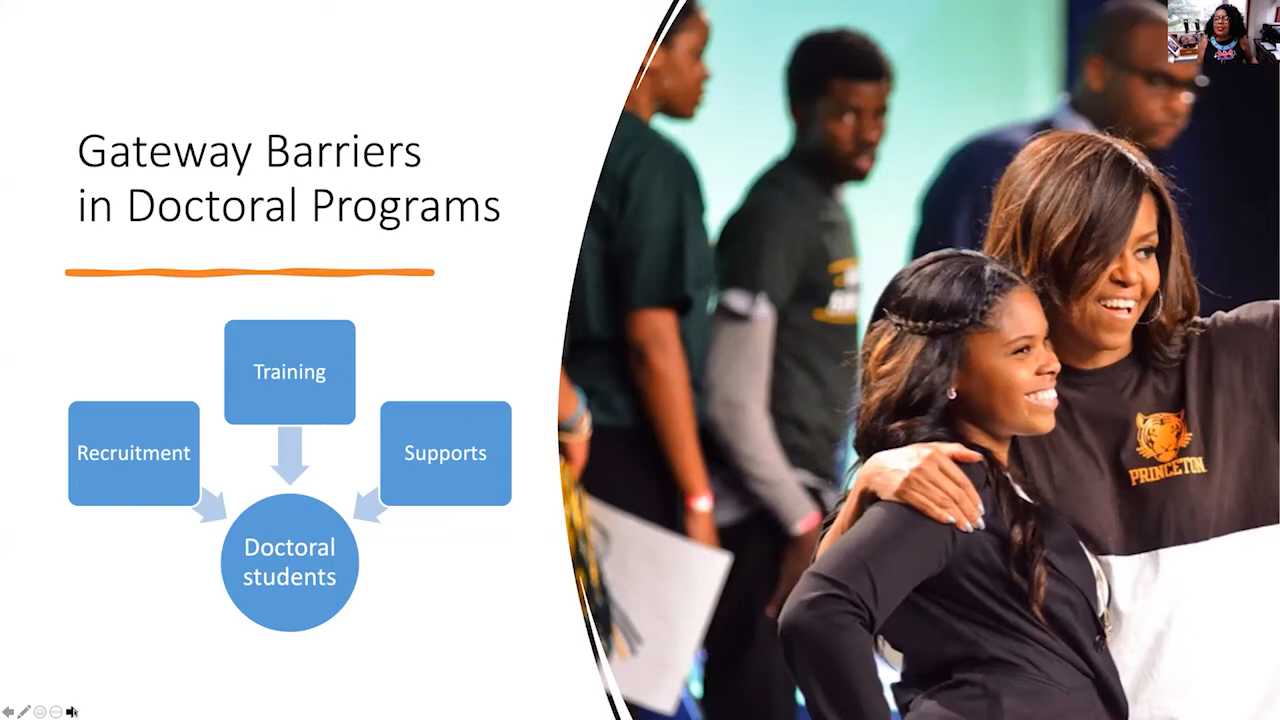 Gateway Barriers
in Doctoral Programs
Training
Recruitment
Supports
Doctoral
students
PRINCETON